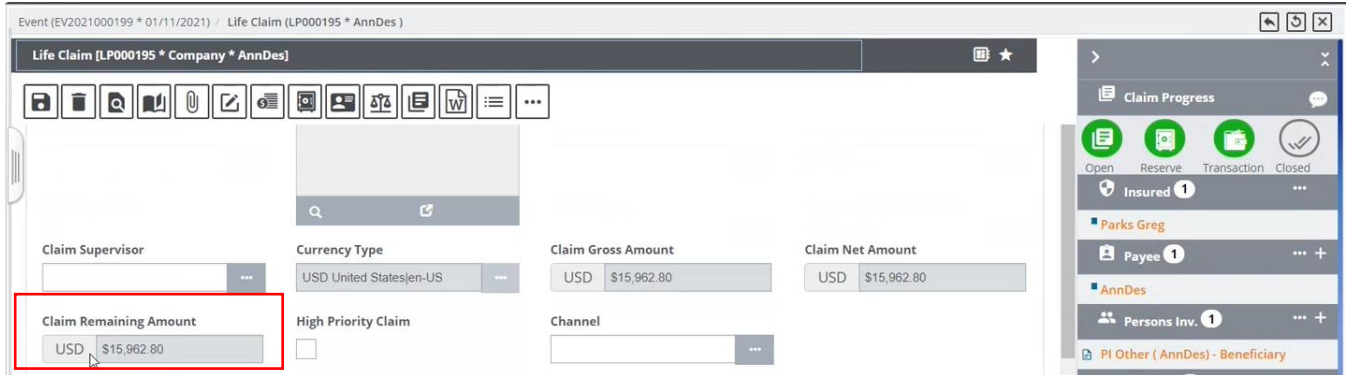 Event (EV2021000199 * 01/11/2021) / Life Claim (LP000195 * AnnDes )
Life Claim [LP000195 * Company * AnnDes]
Claim Supervisor
Currency Type
Claim Gross Amount
Claim Net Amount
USD United States|en-US
USD $15,962.80
USD $15,962.80
Claim Remaining Amount
High Priority Claim
Channel
USD $15,962.80
Claim Progress
Open
Reserve
Transaction
Closed
Insured 1
Parks Greg
Payee 1
AnnDes
Persons Inv. 1
PI Other ( AnnDes) - Beneficiary